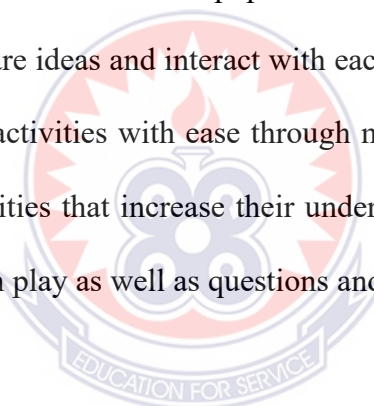 are ideas and interact with eac
activities with ease through
ities that increase their under
play as well as questions and
EDUCATION FOR SERVICE